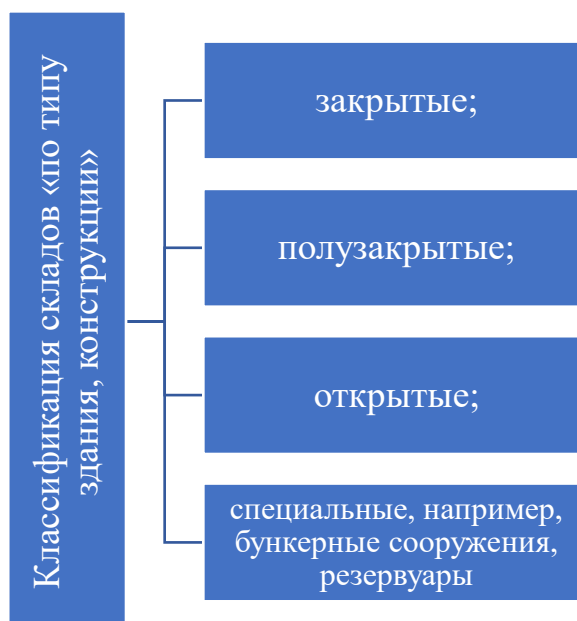 Классификация складов «по типу
здания, конструкции»
закрытые;
полузакрытые;
открытые;
специальные, например,
бункерные сооружения,
резервуары